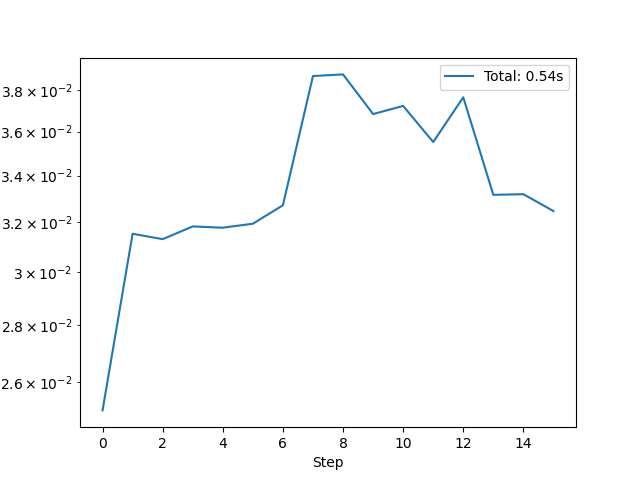 Total: 0.54s
3.8 × 10⁻²
3.6 × 10⁻²
3.4 × 10⁻²
3.2 × 10⁻²
3 × 10⁻²
2.8 × 10⁻²
2.6 × 10⁻²
0 2 4 6 8 10 12 14
Step